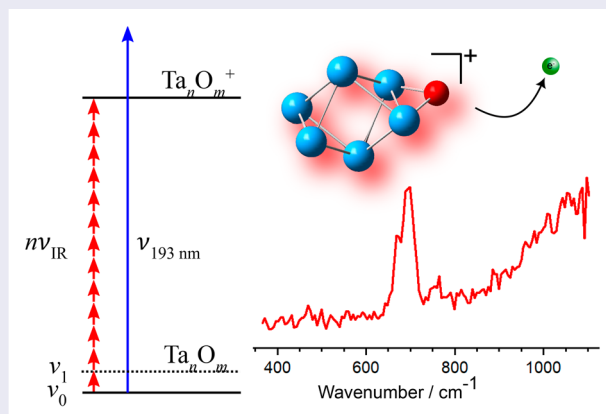 TaₙOₘ⁺
]⁺
e⁻
nνIR
ν193 nm
TaₙOₘ
ν₁
ν₀
400 600 800 1000
Wavenumber / cm⁻¹